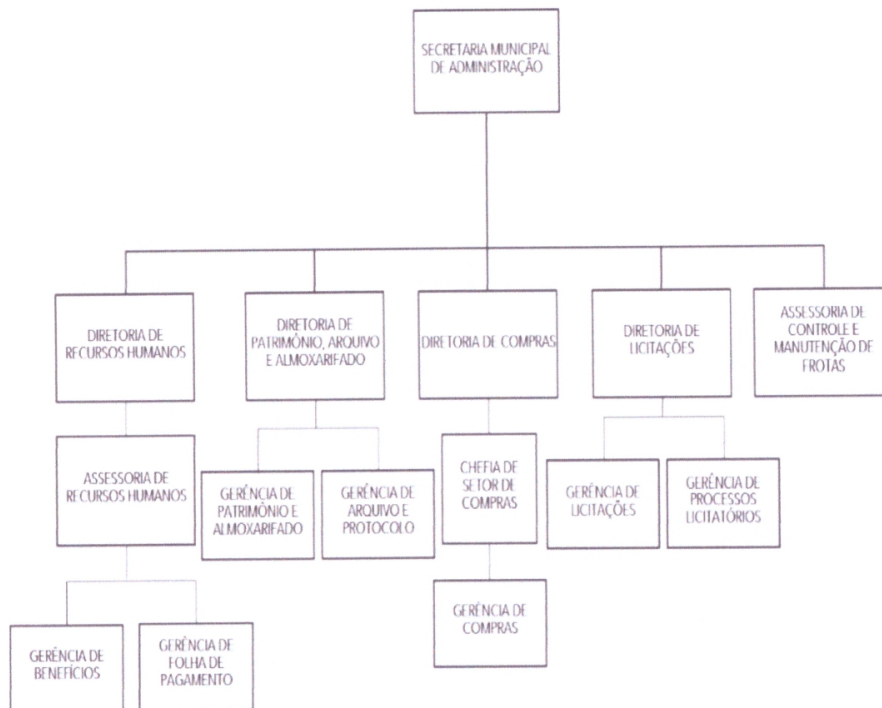 SECRETARIA MUNICIPAL
DE ADMINISTRAÇÃO
DIRETORIA DE
RECURSOS HUMANOS
DIRETORIA DE
PATRIMÔNIO, ARQUIVO
E ALMOXARIFADO
DIRETORIA DE COMPRAS
DIRETORIA DE
LICITAÇÕES
ASSESSORIA DE
CONTROLE E
MANUTENÇÃO DE
FROTAS
ASSESSORIA DE
RECURSOS HUMANOS
GERÊNCIA DE
PATRIMÔNIO E
ALMOXARIFADO
GERÊNCIA DE
ARQUIVO E
PROTOCOLO
CHEFIA DE
SETOR DE
COMPRAS
GERÊNCIA DE
LICITAÇÕES
GERÊNCIA DE
PROCESSOS
LICITATÓRIOS
GERÊNCIA DE
BENEFÍCIOS
GERÊNCIA DE
FOLHA DE
PAGAMENTO
GERÊNCIA DE
COMPRAS